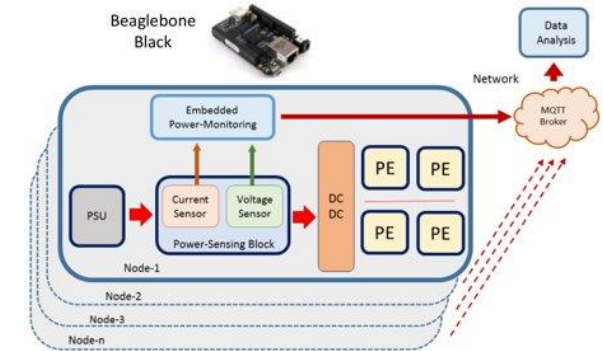 Beaglebone
Black
Data
Analysis
Network
MQTT
Broker
Embedded
Power-Monitoring
PSU
Current
Sensor
Voltage
Sensor
Power-Sensing Block
DC
DC
PE
PE
PE
PE
Node-1
Node-2
Node-3
Node-n